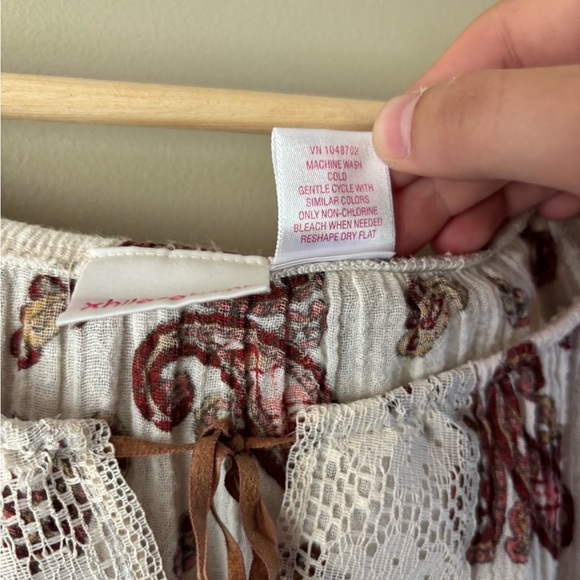 VN 1048702
MACHINE WASH
COLD
GENTLE CYCLE WITH
SIMILAR COLORS
ONLY NON-CHLORINE
BLEACH WHEN NEEDED
RESHAPE DRY FLAT